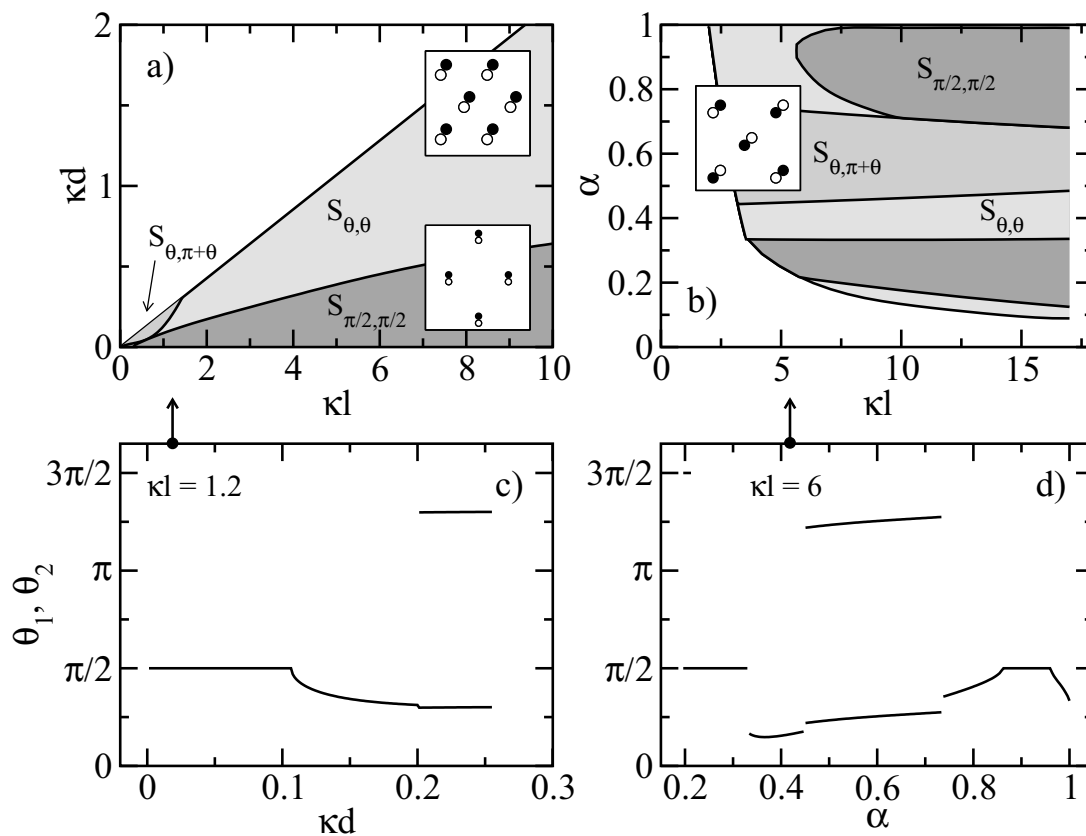 a)
κd
2
1
0
0 2 4 6 8 10
κl
S_{θ,π+θ}
S_{θ,θ}
S_{π/2,π/2}
b)
α
1
0.8
0.6
0.4
0.2
0
0 5 10 15
κl
S_{π/2,π/2}
S_{θ,π+θ}
S_{θ,θ}
c)
κl = 1.2
θ_1, θ_2
3π/2
π
π/2
0
0 0.1 0.2 0.3
κd
d)
κl = 6
3π/2
π
π/2
0
0.2 0.4 0.6 0.8 1
α